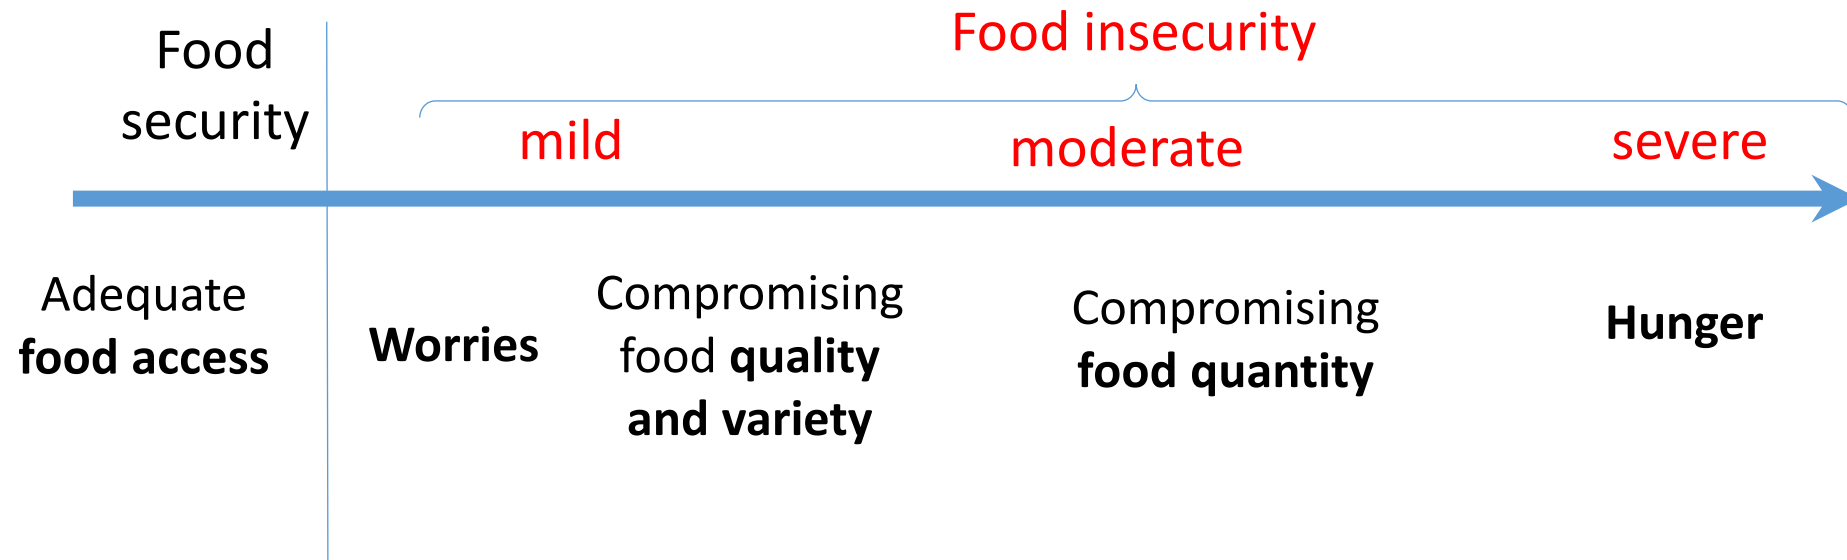 Food
security
Food insecurity
mild
moderate
severe
Adequate
food access
Worries
Compromising
food quality
and variety
Compromising
food quantity
Hunger